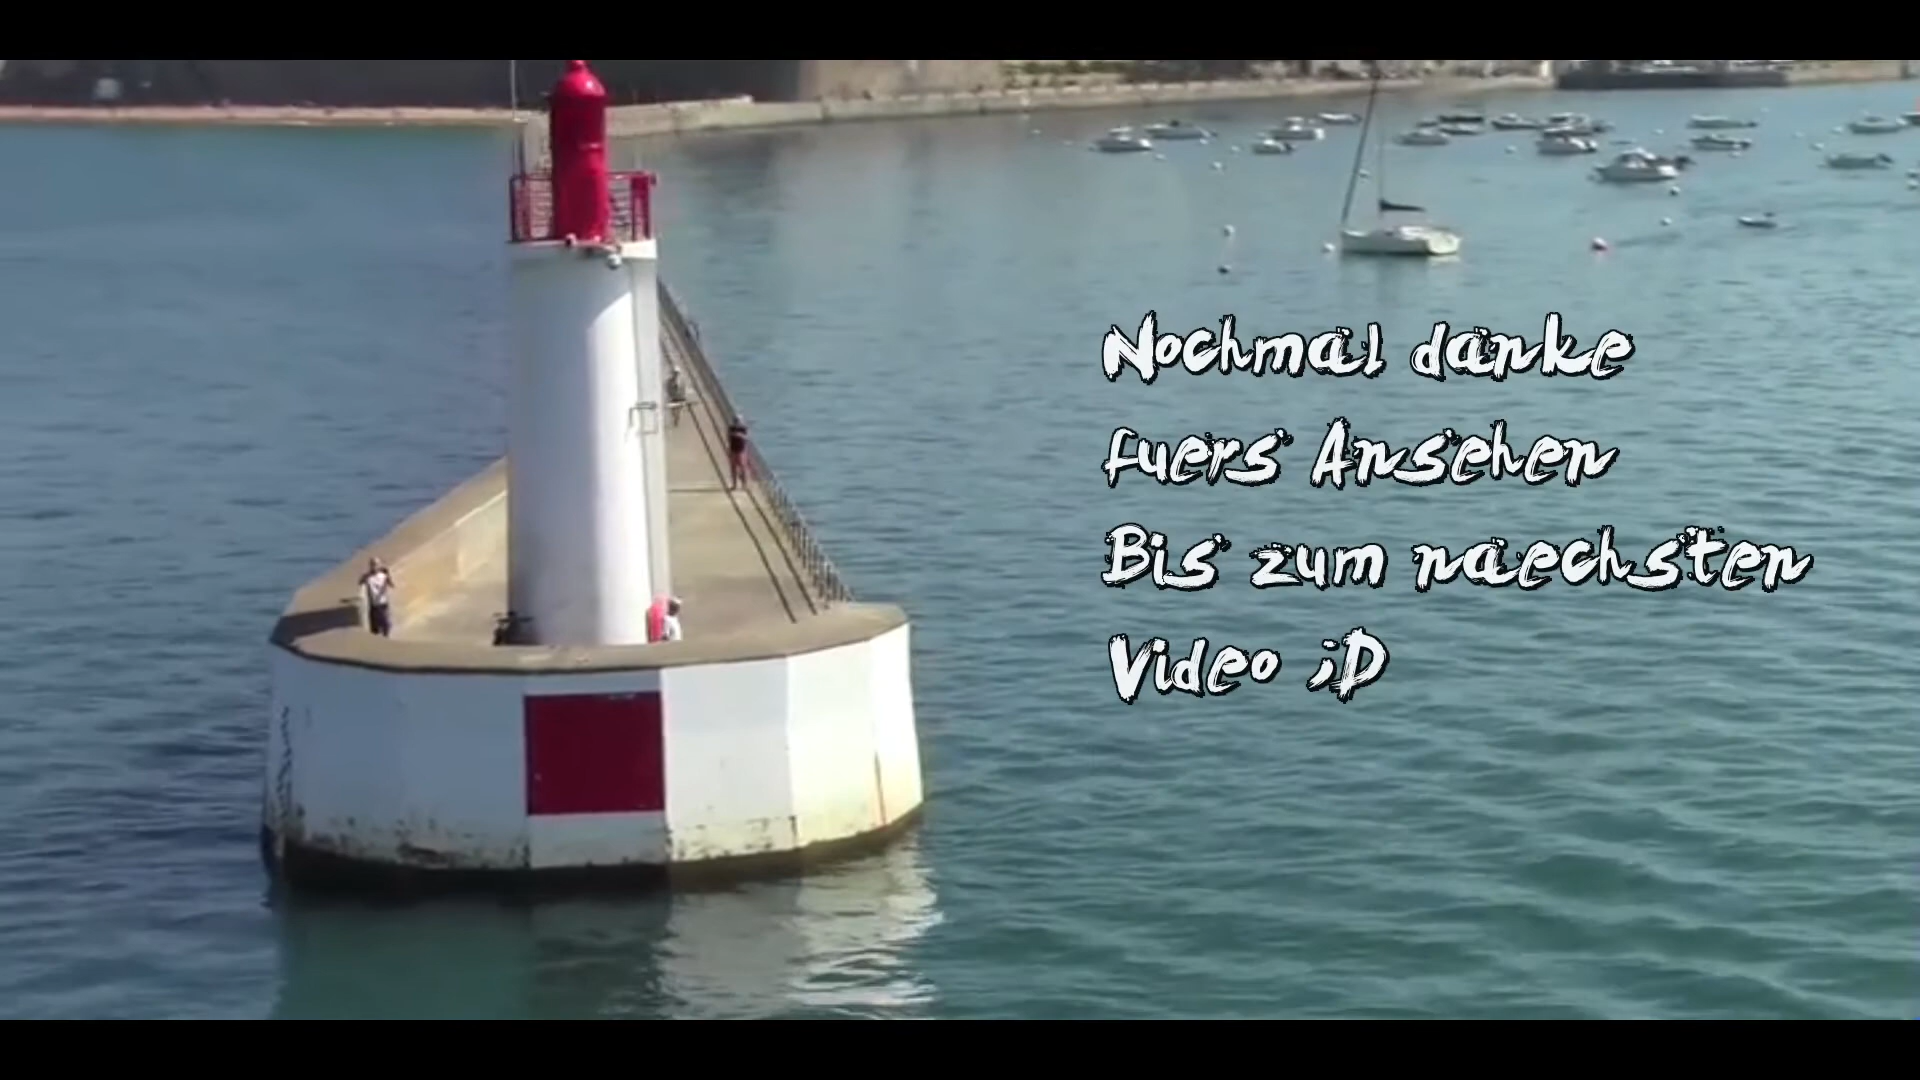 Nochmal danke
fuers Ansehen
Bis zum naechsten
Video ;D